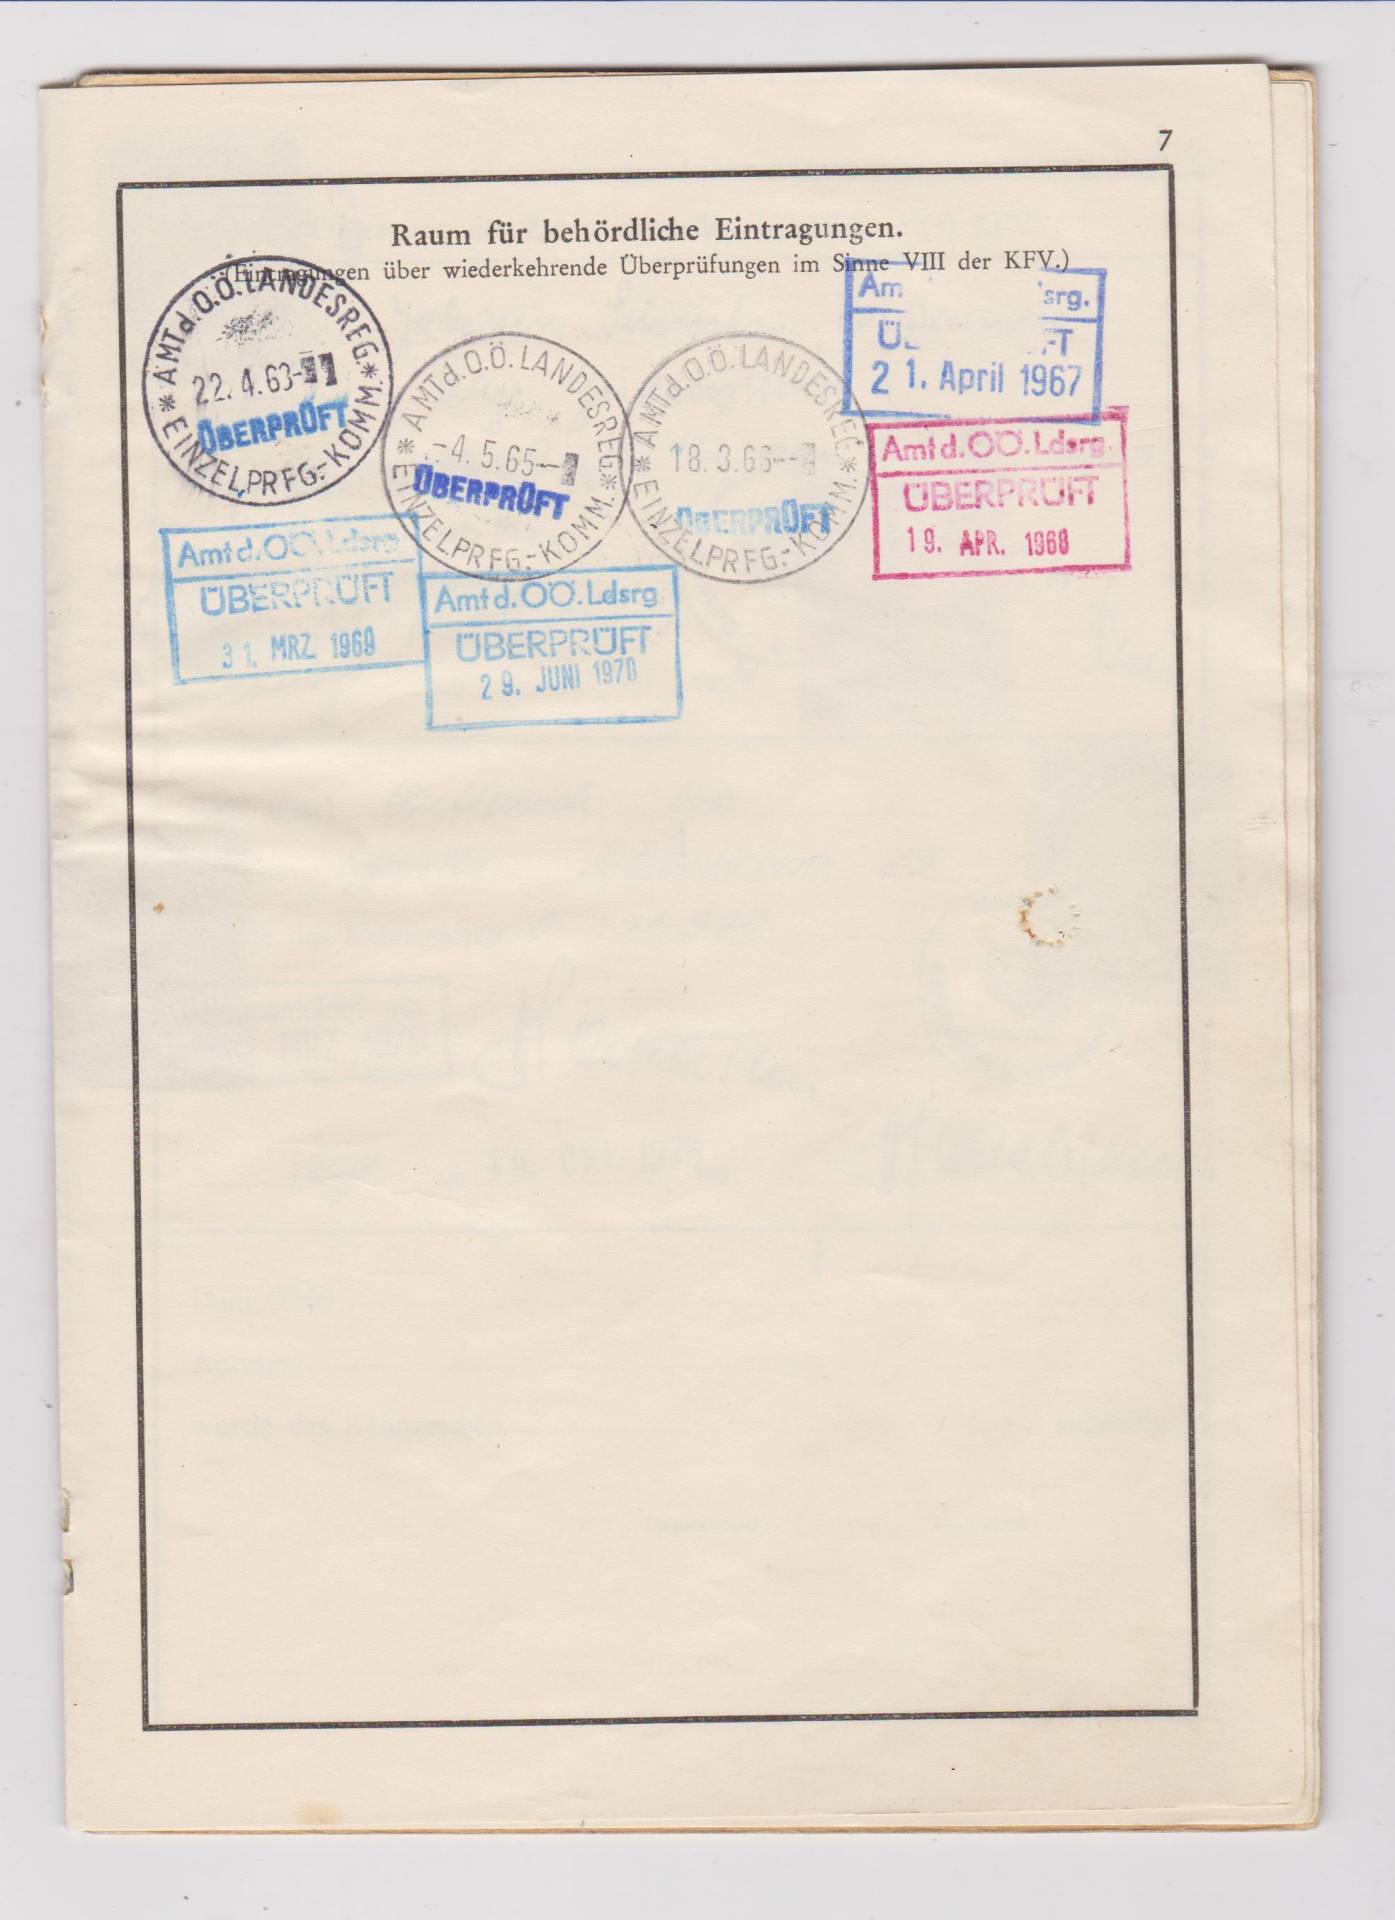 7
Raum für behördliche Eintragungen.
(Eintragungen über wiederkehrende Überprüfungen im Sinne VIII der KFV.)
* AMT d. O.Ö. LANDESREG. *
22. 4. 63
ÜBERPRÜFT
EINZELPRFG.-KOMM.
* AMT d. O.Ö. LANDESREG *
-4. 5. 65
ÜBERPRÜFT
EINZELPRFG.-KOMM.
* AMT d. O.Ö. LANDESREG *
18. 3. 66
ÜBERPRÜFT
EINZELPRFG.-KOMM.
21. April 1967
Amt d. OÖ. Ldsrg.
ÜBERPRÜFT
19. APR. 1968
Amt d. OÖ. Ldsrg
ÜBERPRÜFT
31. MRZ 1969
Amt d. OÖ. Ldsrg
ÜBERPRÜFT
29. JUNI 1970